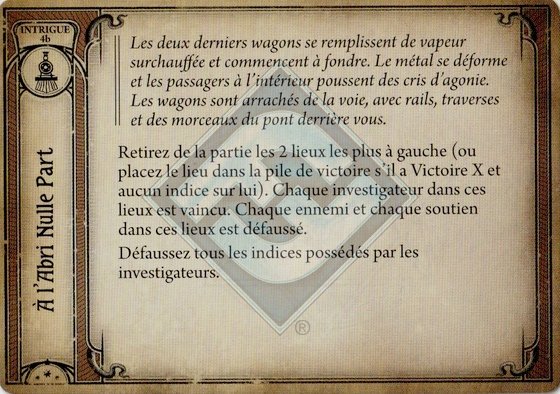 INTRIGUE
4b
À l'Abri Nulle Part
Les deux derniers wagons se remplissent de vapeur
surchauffée et commencent à fondre. Le métal se déforme
et les passagers à l'intérieur poussent des cris d'agonie.
Les wagons sont arrachés de la voie, avec rails, traverses
et des morceaux du pont derrière vous.
Retirez de la partie les 2 lieux les plus à gauche (ou
placez le lieu dans la pile de victoire s'il a Victoire X et
aucun indice sur lui). Chaque investigateur dans ces
lieux est vaincu. Chaque ennemi et chaque soutien
dans ces lieux est défaussé.
Défaussez tous les indices possédés par les
investigateurs.
®